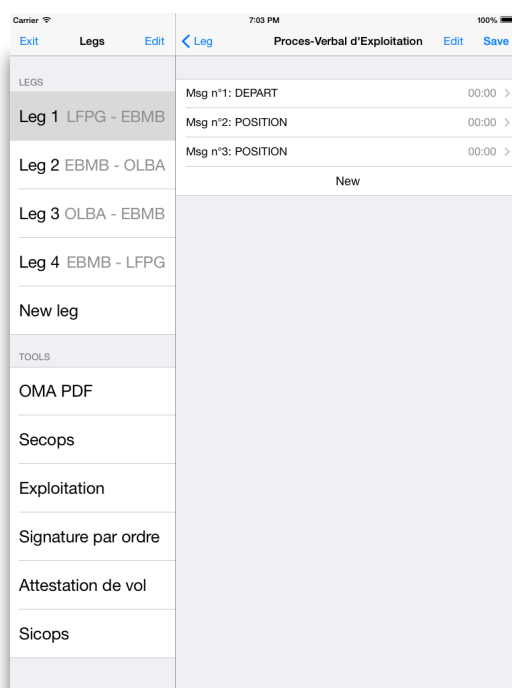 Carrier 7:03 PM 100%
Exit Legs Edit
Leg Proces-Verbal d'Exploitation Edit Save
LEGS
Leg 1 LFPG - EBMB
Leg 2 EBMB - OLBA
Leg 3 OLBA - EBMB
Leg 4 EBMB - LFPG
New leg
TOOLS
OMA PDF
Secops
Exploitation
Signature par ordre
Attestation de vol
Sicops
Msg n°1: DEPART 00:00
Msg n°2: POSITION 00:00
Msg n°3: POSITION 00:00
New